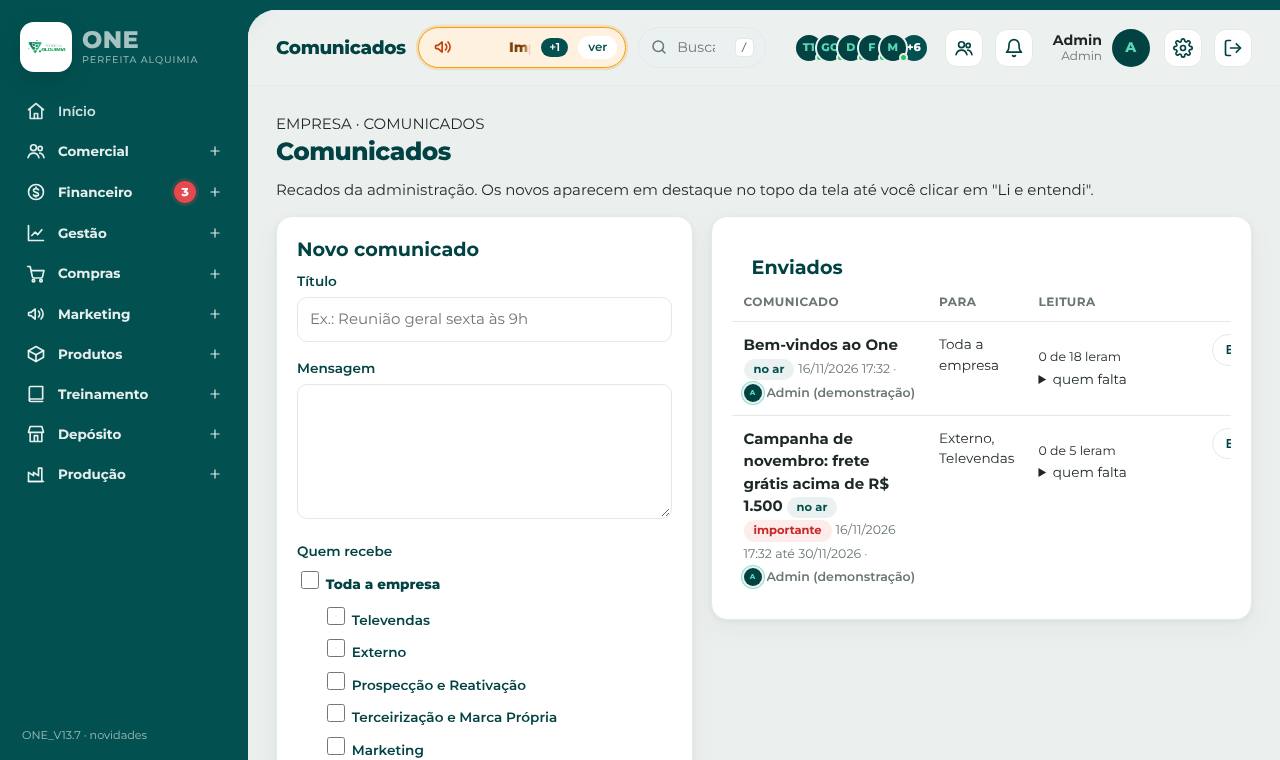 ONE
PERFEITA ALQUIMIA
Início
Comercial
Financeiro 3
Gestão
Compras
Marketing
Produtos
Treinamento
Depósito
Produção
ONE_V13.7 · novidades
Comunicados
+1 ver
/
D F M +6
Admin
Admin
A
EMPRESA · COMUNICADOS
Comunicados
Recados da administração. Os novos aparecem em destaque no topo da tela até você clicar em "Li e entendi".
Novo comunicado
Título
Ex.: Reunião geral sexta às 9h
Mensagem
Quem recebe
Toda a empresa
Televendas
Externo
Prospecção e Reativação
Terceirização e Marca Própria
Marketing
Enviados
COMUNICADO PARA LEITURA
Bem-vindos ao One
no ar 16/11/2026 17:32 ·
A Admin (demonstração)
Toda a
empresa
0 de 18 leram
quem falta
Campanha de
novembro: frete
grátis acima de R$
1.500 no ar
importante 16/11/2026
17:32 até 30/11/2026 ·
A Admin (demonstração)
Externo,
Televendas
0 de 5 leram
quem falta